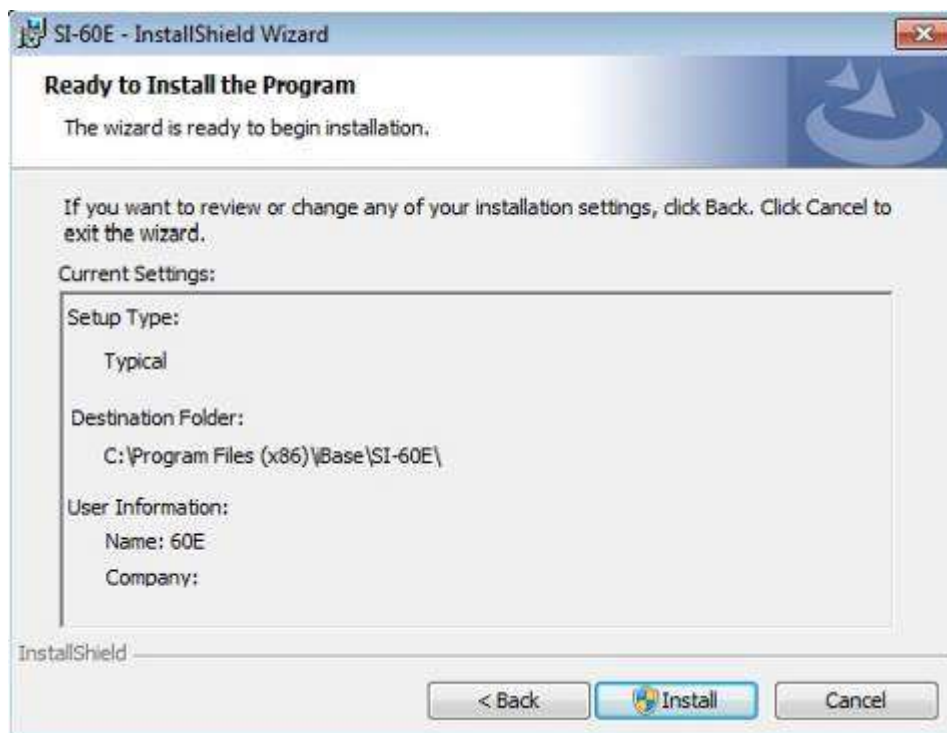 SI-60E - InstallShield Wizard
Ready to Install the Program
The wizard is ready to begin installation.
If you want to review or change any of your installation settings, click Back. Click Cancel to
exit the wizard.
Current Settings:
Setup Type:
Typical
Destination Folder:
C:\Program Files (x86)\iBase\SI-60E\
User Information:
Name: 60E
Company:
InstallShield
< Back
Install
Cancel